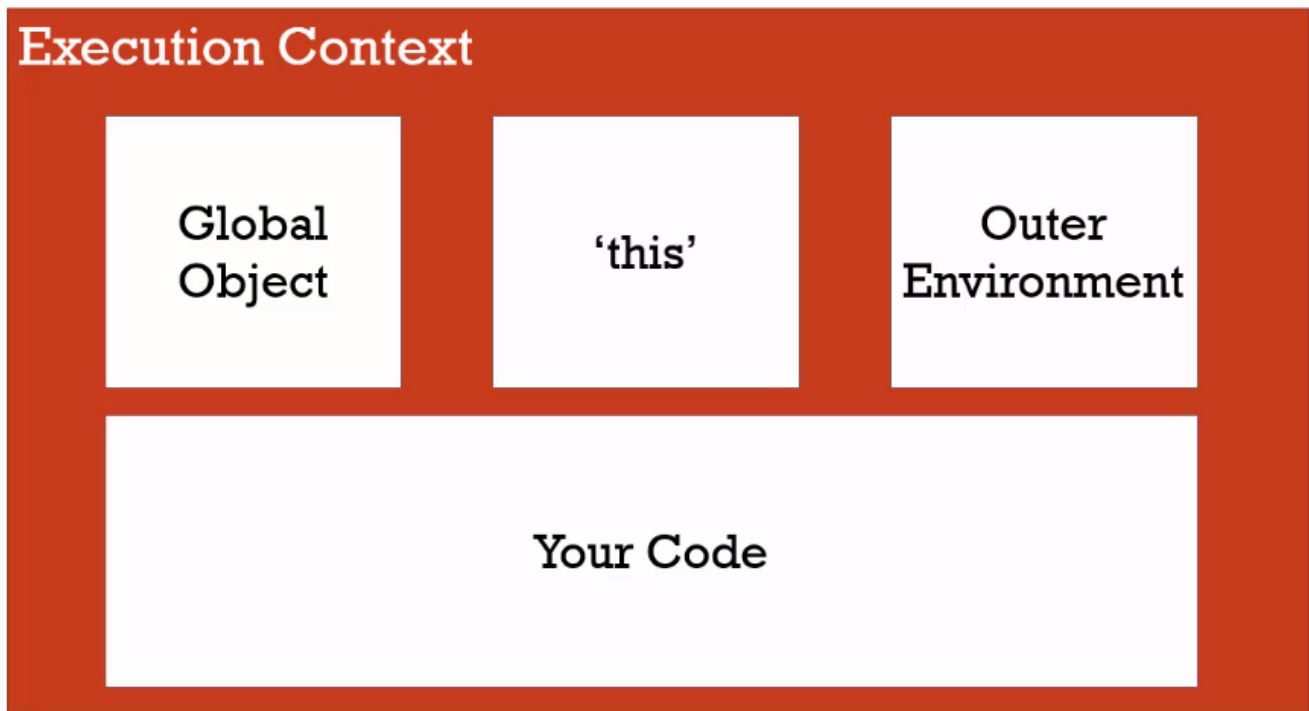 Execution Context
Global
Object
‘this’
Outer
Environment
Your Code